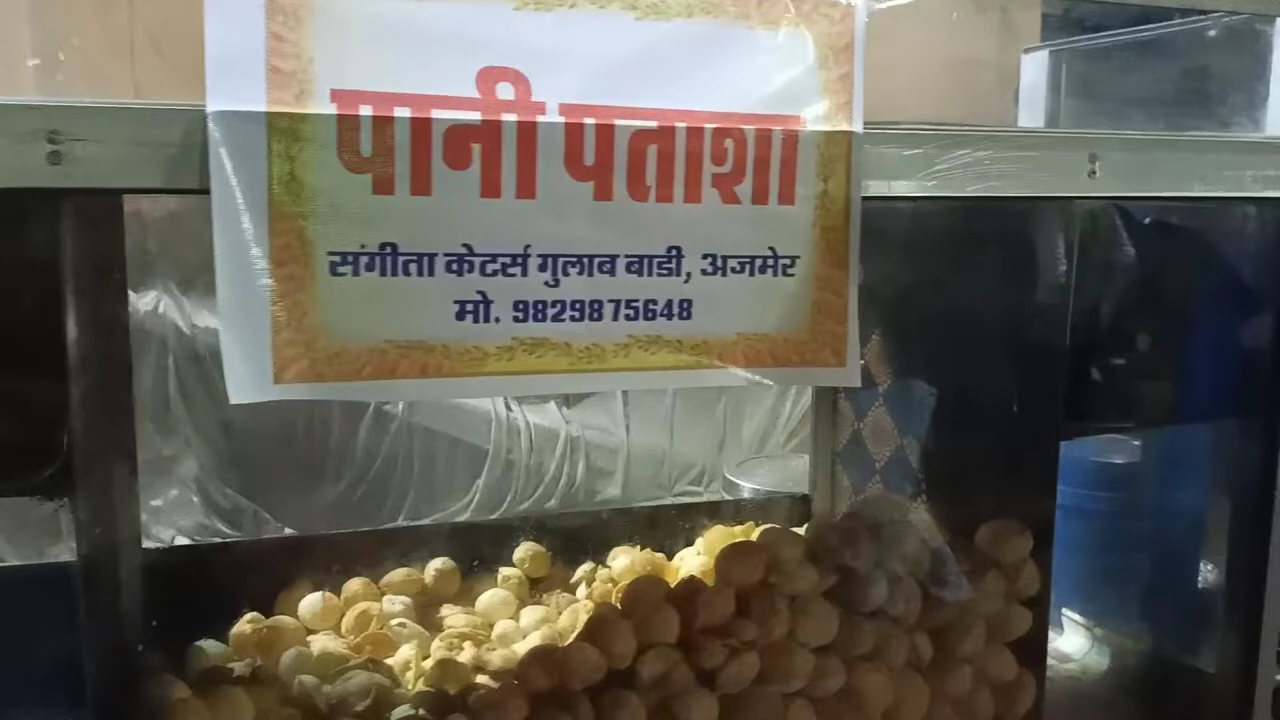 पानी पताशा
संगीता केटर्स गुलाब बाडी, अजमेर
मो. 9829875648